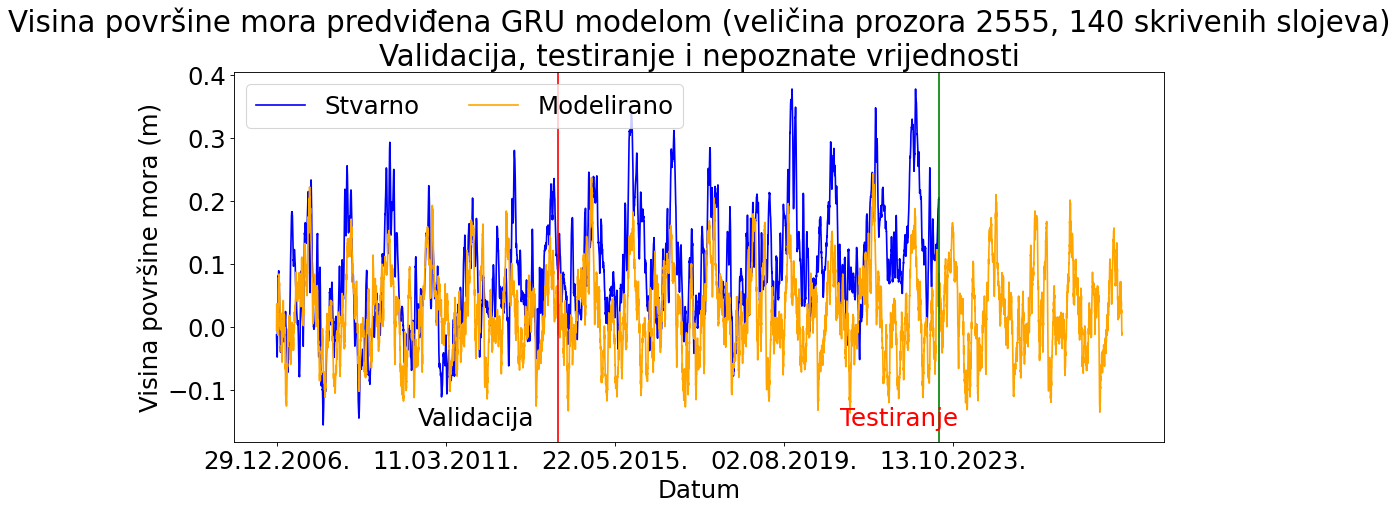 Visina površine mora predviđena GRU modelom (veličina prozora 2555, 140 skrivenih slojeva)
Validacija, testiranje i nepoznate vrijednosti
Stvarno Modelirano
Visina površine mora (m)
0.4
0.3
0.2
0.1
0.0
−0.1
Validacija
Testiranje
29.12.2006. 11.03.2011. 22.05.2015. 02.08.2019. 13.10.2023.
Datum